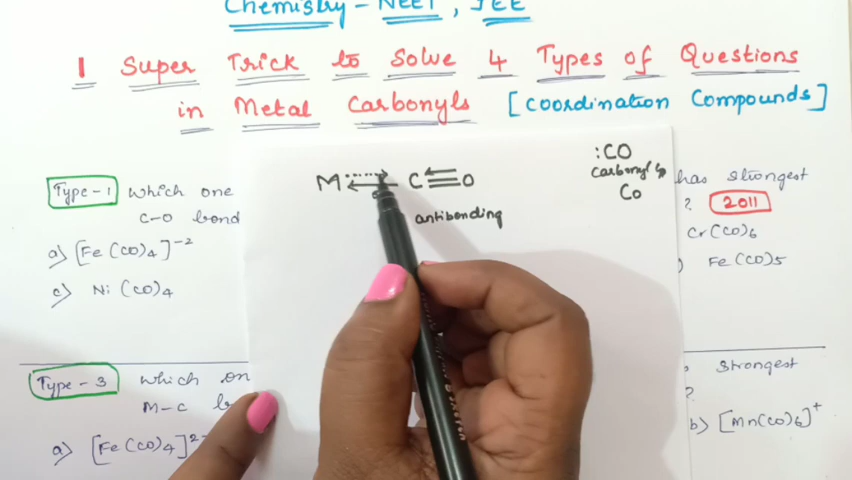 Chemistry - NEET, JEE
1 Super Trick to Solve 4 Types of Questions
in Metal Carbonyls [Coordination Compounds]
Type-1 Which one
C-O bond
a) [Fe(CO)4]-2
c) Ni(CO)4
M C≡O
antibonding
:CO
carbonyl
Co
has strongest
? 2011
Cr(CO)6
) Fe(CO)5
Type-3 which on
M-C b
a) [Fe(CO)4]2-
strongest
?
b) [Mn(CO)6]+